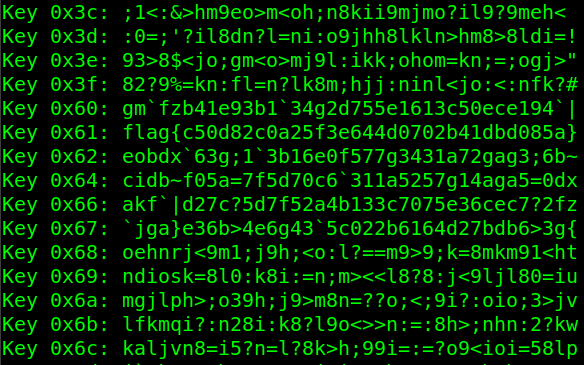 Key 0x3c: ;1<:&>hm9eo>m<oh;n8kii9mjmo?il9?9meh<
Key 0x3d: :0=;'?il8dn?l=ni:o9jhh8lkln>hm8>8ldi=!
Key 0x3e: 93>8$<jo;gm<o>mj9l:ikk;ohom=kn;=;ogj>"
Key 0x3f: 82?9%=kn:fl=n?lk8m;hjj:ninl<jo:<:nfk?#
Key 0x60: gm`fzb41e93b1`34g2d755e1613c50ece194`|
Key 0x61: flag{c50d82c0a25f3e644d0702b41dbd085a}
Key 0x62: eobdx`63g;1`3b16e0f577g3431a72gag3;6b~
Key 0x64: cidb~f05a=7f5d70c6`311a5257g14aga5=0dx
Key 0x66: akf`|d27c?5d7f52a4b133c7075e36cec7?2fz
Key 0x67: `jga}e36b>4e6g43`5c022b6164d27bdb6>3g{
Key 0x68: oehnrj<9m1;j9h;<o:l?==m9>9;k=8mkm91<ht
Key 0x69: ndiosk=8l0:k8i:=n;m><<l8?8:j<9ljl80=iu
Key 0x6a: mgjlph>;o39h;j9>m8n=??o;<;9i?:oio;3>jv
Key 0x6b: lfkmqi?:n28i:k8?l9o<>>n:=:8h>;nhn:2?kw
Key 0x6c: kaljvn8=i5?n=l?8k>h;99i=:=?o9<ioi=58lp